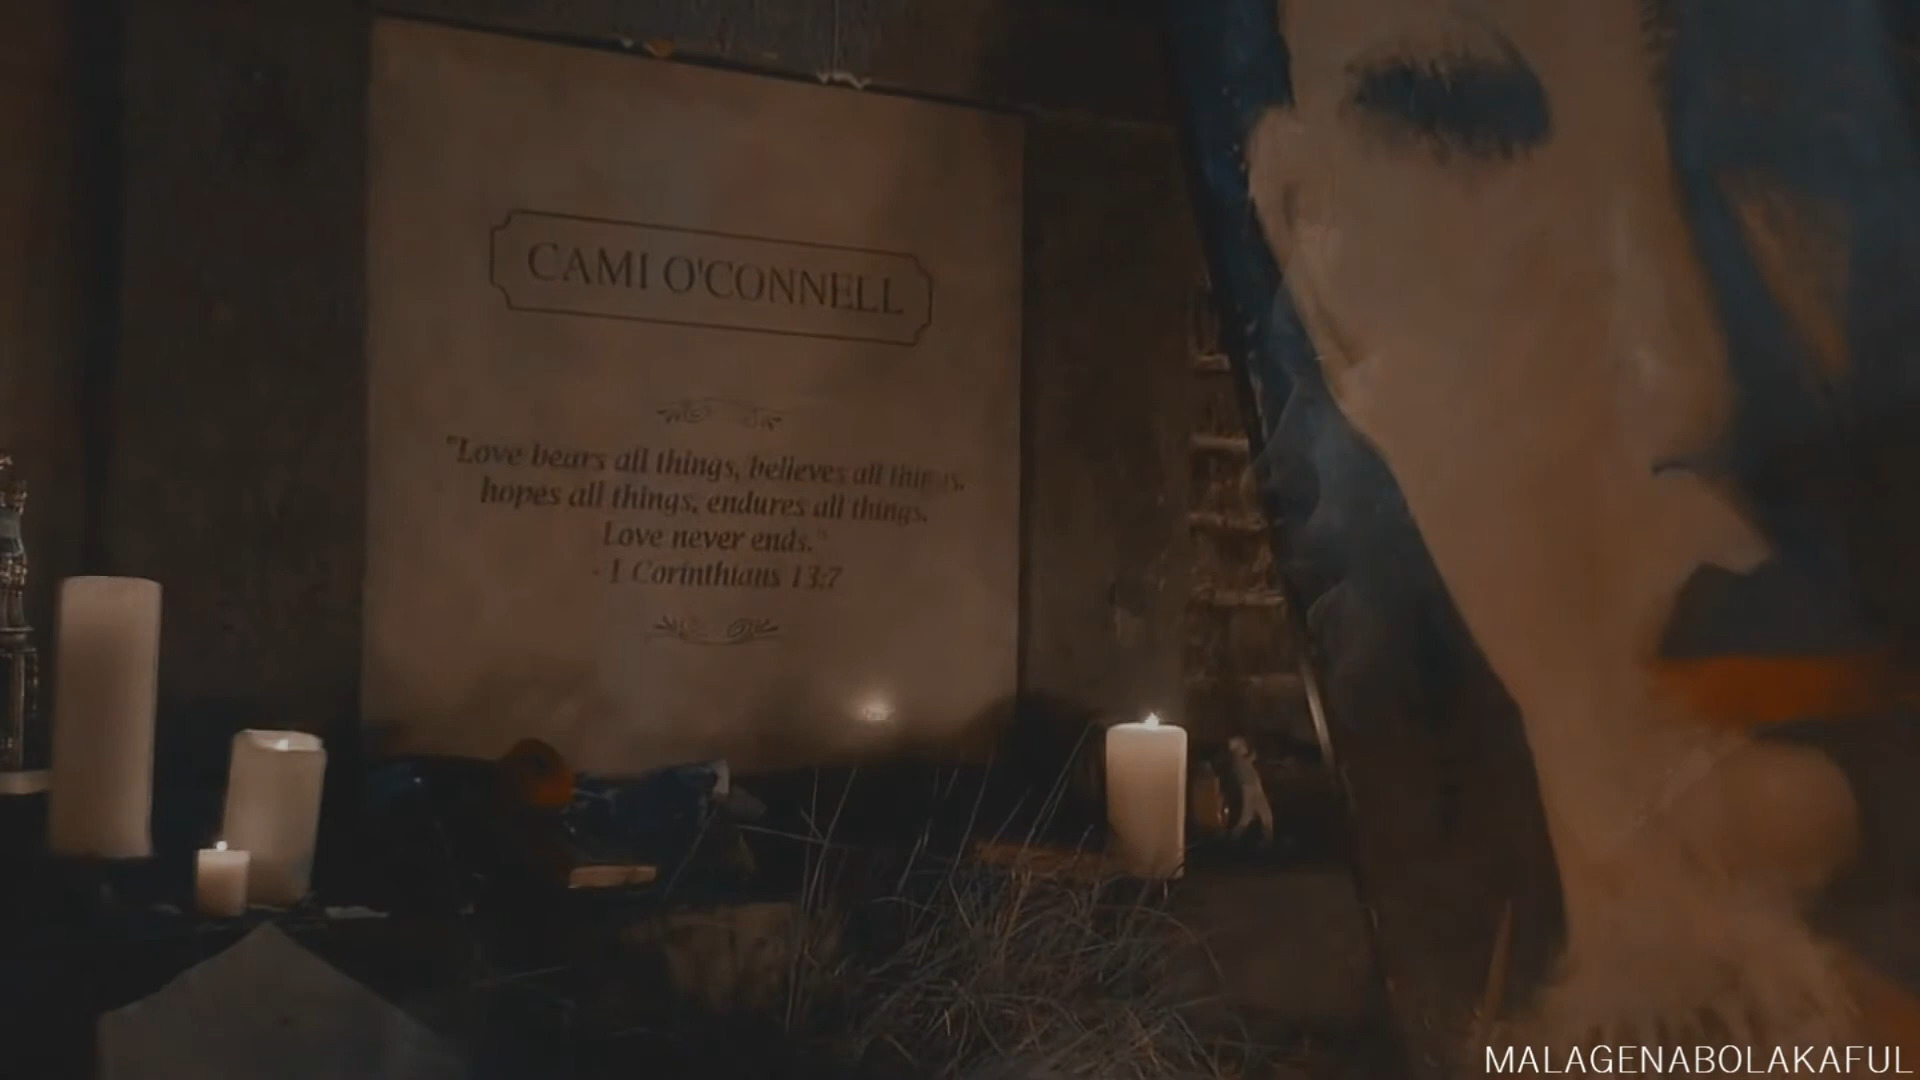 CAMI O'CONNELL
"Love bears all things, believes all things,
hopes all things, endures all things.
Love never ends."
- 1 Corinthians 13:7
MALAGENABOLAKAFUL